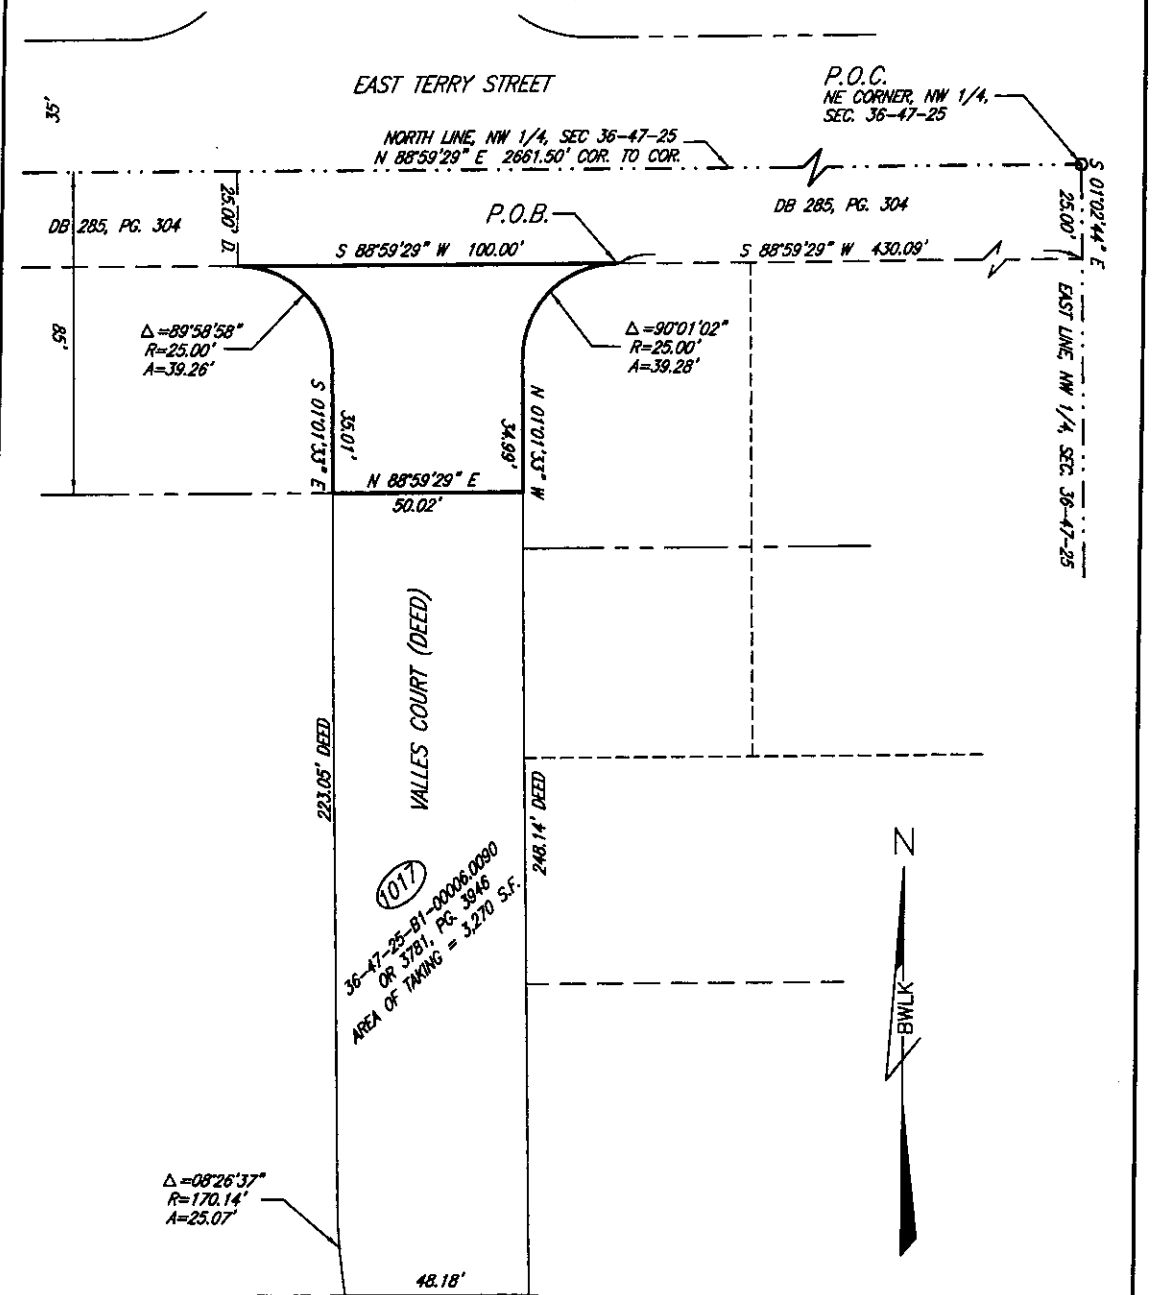 EAST TERRY STREET
P.O.C.
NE CORNER, NW 1/4,
SEC. 36-47-25
35'
NORTH LINE, NW 1/4, SEC 36-47-25
N 88°59'29" E 2661.50' COR. TO COR.
S 01°02'44" E
25.00'
DB 285, PG. 304
25.00' D.
P.O.B.
DB 285, PG. 304
S 88°59'29" W 100.00'
S 88°59'29" W 430.09'
85'
Δ=89°58'58"
R=25.00'
A=39.26'
Δ=90°01'02"
R=25.00'
A=39.28'
EAST LINE, NW 1/4, SEC. 36-47-25
S 01°01'33" E
35.01'
34.99'
N 01°01'33" W
N 88°59'29" E
50.02'
VALLES COURT (DEED)
223.05' DEED
248.14' DEED
1017
36-47-25-B1-00006.0090
OR 3781, PG. 3946
AREA OF TAKING = 3,270 S.F.
N
BWLK
Δ=08°26'37"
R=170.14'
A=25.07'
48.18'